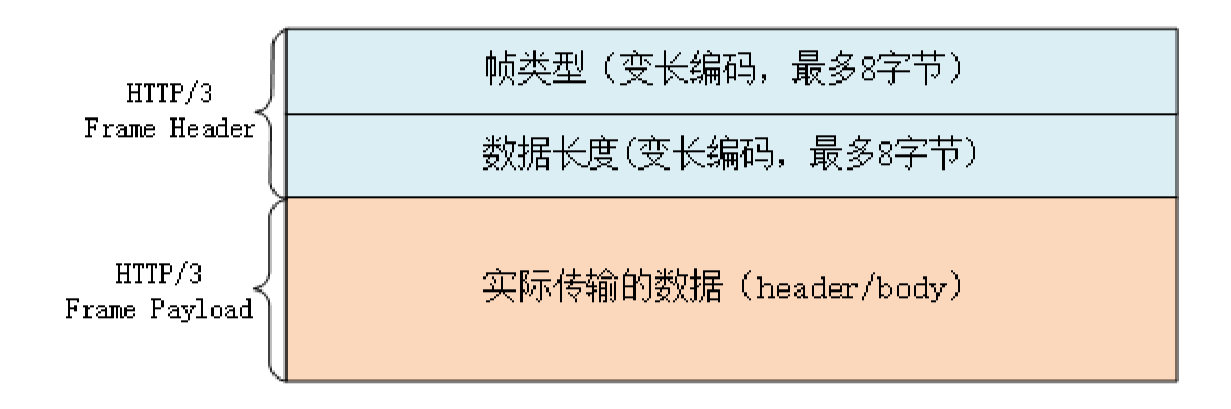 帧类型（变长编码，最多8字节）
HTTP/3
Frame Header
数据长度(变长编码，最多8字节）
HTTP/3
Frame Payload
实际传输的数据（header/body）